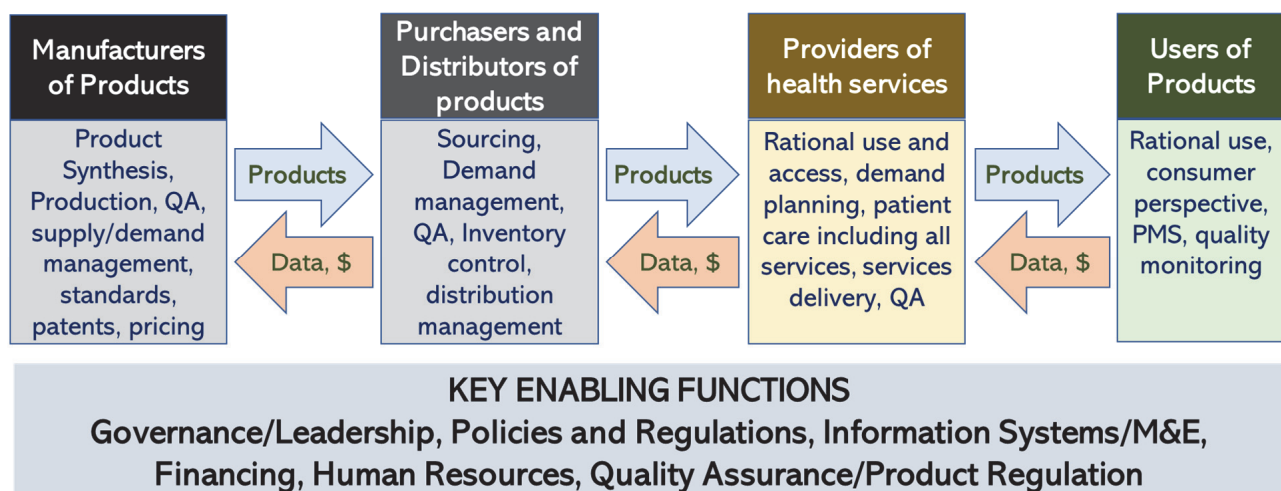 Manufacturers
of Products
Product
Synthesis,
Production, QA,
supply/demand
management,
standards,
patents, pricing
Products
Data, $
Purchasers and
Distributors of
products
Sourcing,
Demand
management,
QA, Inventory
control,
distribution
management
Products
Data, $
Providers of
health services
Rational use and
access, demand
planning, patient
care including all
services, services
delivery, QA
Products
Data, $
Users of
Products
Rational use,
consumer
perspective,
PMS, quality
monitoring
KEY ENABLING FUNCTIONS
Governance/Leadership, Policies and Regulations, Information Systems/M&E,
Financing, Human Resources, Quality Assurance/Product Regulation